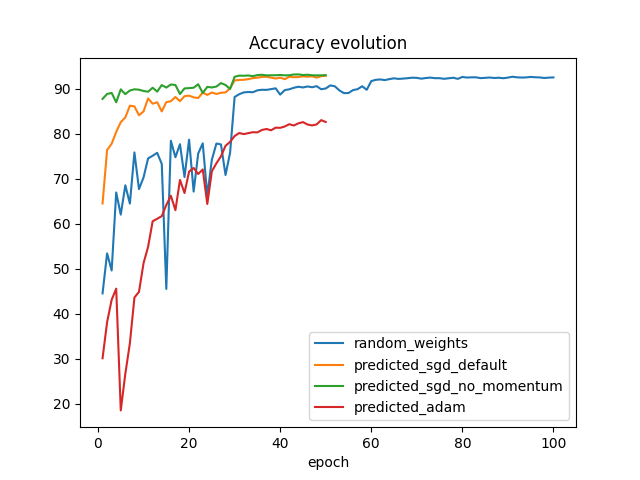 Accuracy evolution
90
80
70
60
50
40
30
20
random_weights
predicted_sgd_default
predicted_sgd_no_momentum
predicted_adam
0 20 40 60 80 100
epoch